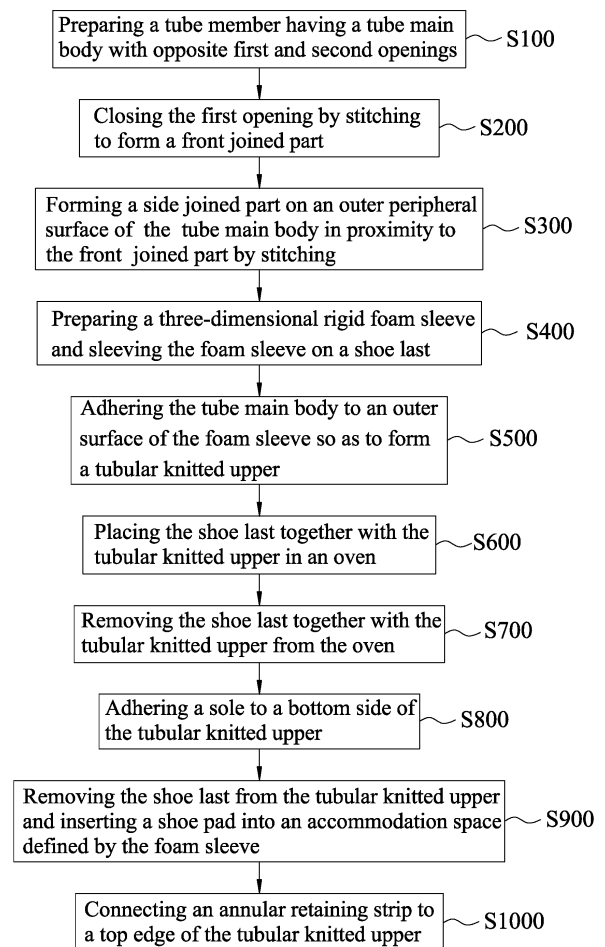 Preparing a tube member having a tube main
body with opposite first and second openings
S100
Closing the first opening by stitching
to form a front joined part
S200
Forming a side joined part on an outer peripheral
surface of the tube main body in proximity to
the front joined part by stitching
S300
Preparing a three-dimensional rigid foam sleeve
and sleeving the foam sleeve on a shoe last
S400
Adhering the tube main body to an outer
surface of the foam sleeve so as to form
a tubular knitted upper
S500
Placing the shoe last together with the
tubular knitted upper in an oven
S600
Removing the shoe last together with the
tubular knitted upper from the oven
S700
Adhering a sole to a bottom side of
the tubular knitted upper
S800
Removing the shoe last from the tubular knitted upper
and inserting a shoe pad into an accommodation space
defined by the foam sleeve
S900
Connecting an annular retaining strip to
a top edge of the tubular knitted upper
S1000